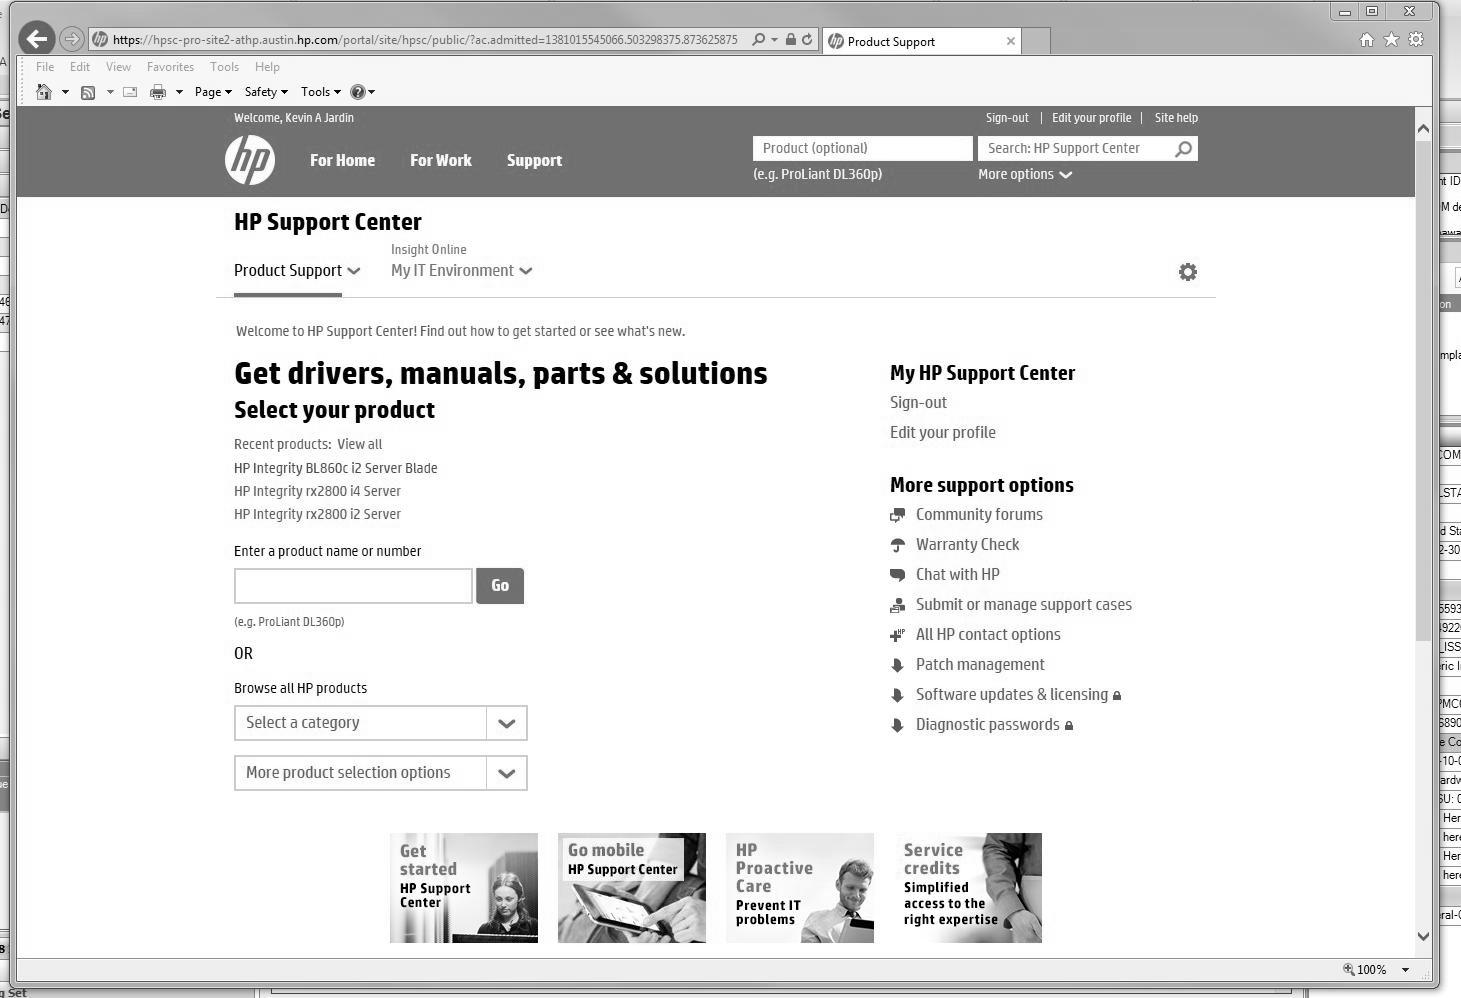 https://hpsc-pro-site2-athp.austin.hp.com/portal/site/hpsc/public/?ac.admitted=1381015545066.503298375.873625875
Product Support
File Edit View Favorites Tools Help
Page Safety Tools
Welcome, Kevin A Jardin
Sign-out | Edit your profile | Site help
hp
For Home For Work Support
Product (optional)
Search: HP Support Center
(e.g. ProLiant DL360p)
More options
HP Support Center
Insight Online
Product Support
My IT Environment
Welcome to HP Support Center! Find out how to get started or see what's new.
Get drivers, manuals, parts & solutions
Select your product
Recent products: View all
HP Integrity BL860c i2 Server Blade
HP Integrity rx2800 i4 Server
HP Integrity rx2800 i2 Server
Enter a product name or number
Go
(e.g. ProLiant DL360p)
OR
Browse all HP products
Select a category
More product selection options
My HP Support Center
Sign-out
Edit your profile
More support options
Community forums
Warranty Check
Chat with HP
Submit or manage support cases
All HP contact options
Patch management
Software updates & licensing
Diagnostic passwords
Get
started
HP Support
Center
Go mobile
HP Support Center
HP
Proactive
Care
Prevent IT
problems
Service
credits
Simplified
access to the
right expertise
100%